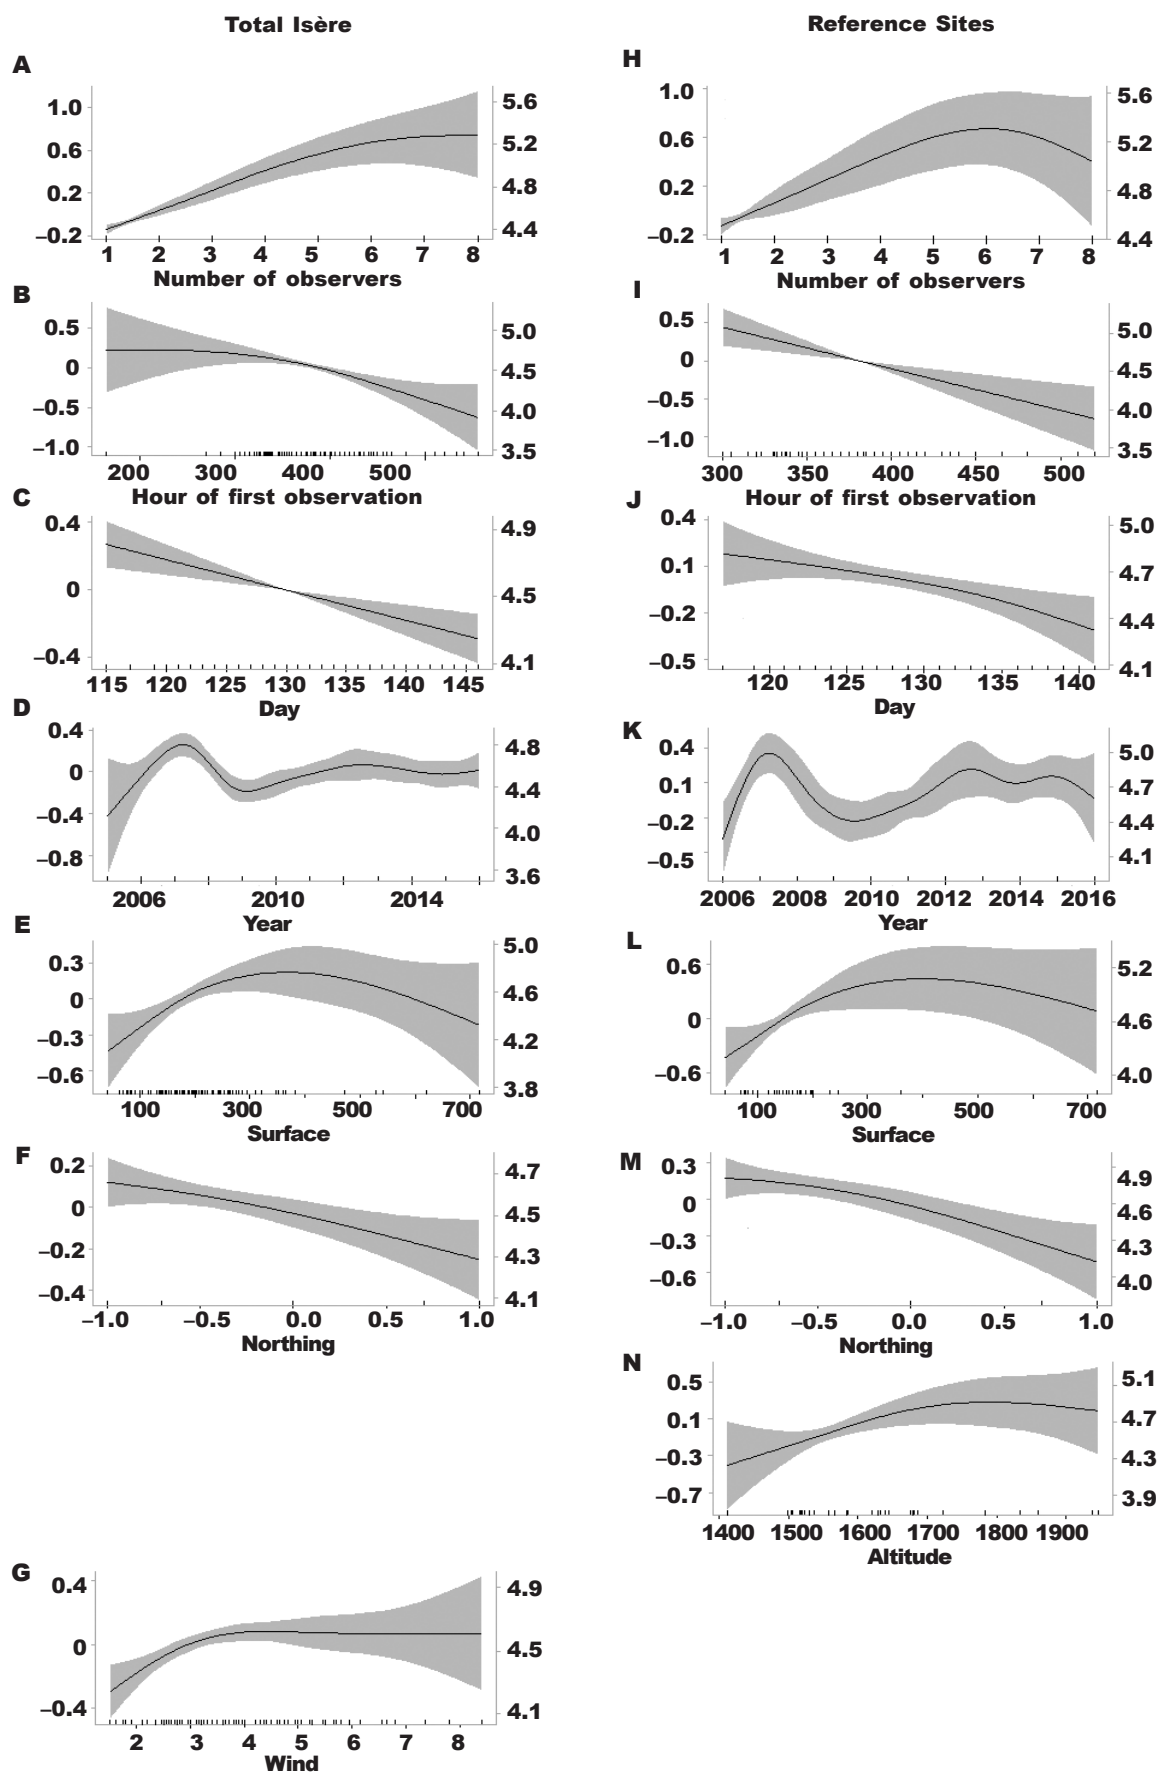 Total Isère
Reference Sites
A
1.0
0.6
0.2
–0.2
5.6
5.2
4.8
4.4
1 2 3 4 5 6 7 8
Number of observers
H
1.0
0.6
0.2
–0.2
5.6
5.2
4.8
4.4
1 2 3 4 5 6 7 8
Number of observers
B
0.5
0
–0.5
–1.0
5.0
4.5
4.0
3.5
200 300 400 500
Hour of first observation
I
0.5
0
–0.5
–1.0
5.0
4.5
4.0
3.5
300 350 400 450 500
Hour of first observation
C
0.4
0
–0.4
4.9
4.5
4.1
115 120 125 130 135 140 145
Day
J
0.4
0.1
–0.2
–0.5
5.0
4.7
4.4
4.1
120 125 130 135 140
Day
D
0.4
0
–0.4
–0.8
4.8
4.4
4.0
3.6
2006 2010 2014
Year
K
0.4
0.1
–0.2
–0.5
5.0
4.7
4.4
4.1
2006 2008 2010 2012 2014 2016
Year
E
0.3
0
–0.3
–0.6
5.0
4.6
4.2
3.8
100 300 500 700
Surface
L
0.6
0
–0.6
5.2
4.6
4.0
100 300 500 700
Surface
F
0.2
0
–0.2
–0.4
4.7
4.5
4.3
4.1
–1.0 –0.5 0.0 0.5 1.0
Northing
M
0.3
0
–0.3
–0.6
4.9
4.6
4.3
4.0
–1.0 –0.5 0.0 0.5 1.0
Northing
N
0.5
0.1
–0.3
–0.7
5.1
4.7
4.3
3.9
1400 1500 1600 1700 1800 1900
Altitude
G
0.4
0
–0.4
4.9
4.5
4.1
2 3 4 5 6 7 8
Wind